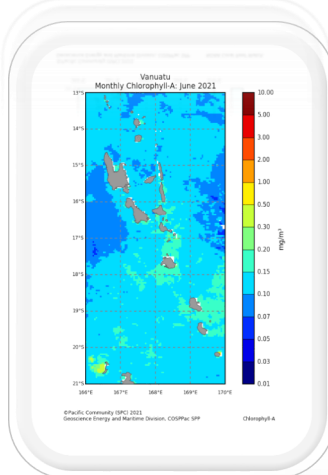 Vanuatu
Monthly Chlorophyll-A: June 2021
13°S
14°S
15°S
16°S
17°S
18°S
19°S
20°S
21°S
166°E 167°E 168°E 169°E 170°E
10.00
5.00
3.00
2.00
1.00
0.50
0.30
0.20
0.15
0.10
0.07
0.05
0.03
0.01
mg/m³
©Pacific Community (SPC) 2021
Geoscience Energy and Maritime Division, COSPPac SPP
Chlorophyll-A